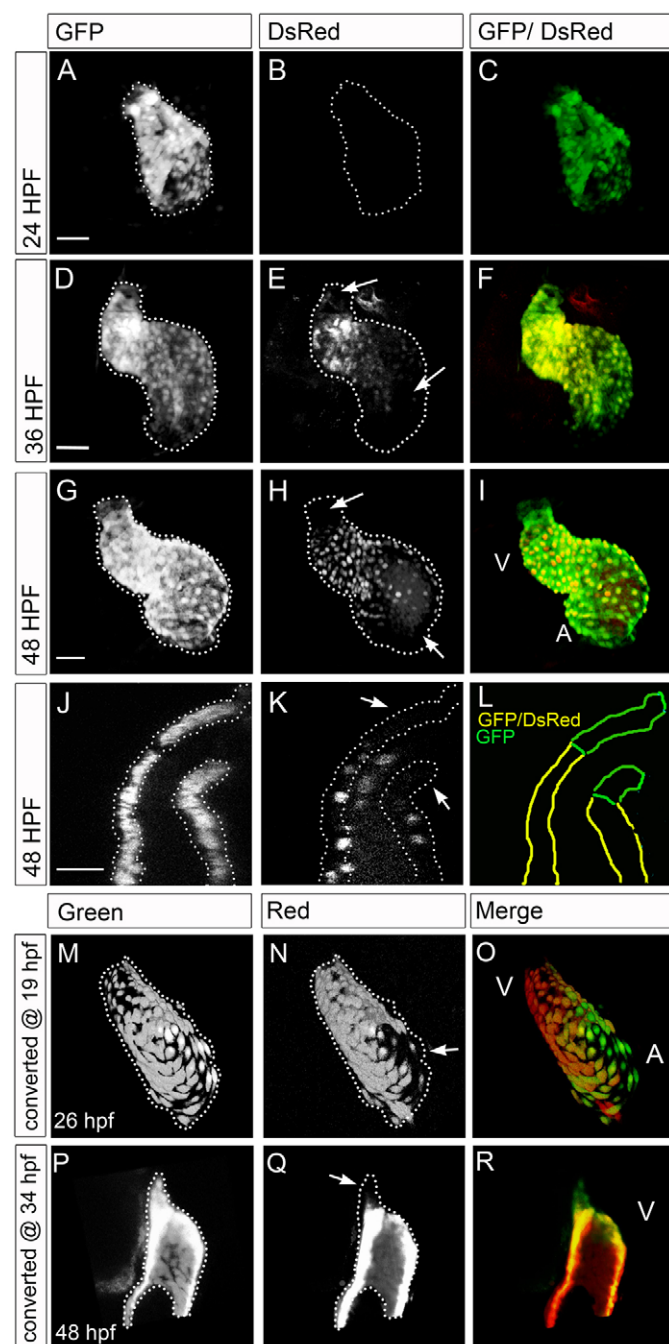 GFP
DsRed
GFP/ DsRed
24 HPF
A
B
C
36 HPF
D
E
F
48 HPF
G
H
I
V
A
48 HPF
J
K
L
GFP/DsRed
GFP
Green
Red
Merge
converted @ 19 hpf
M
N
O
V
A
26 hpf
converted @ 34 hpf
P
Q
R
V
48 hpf